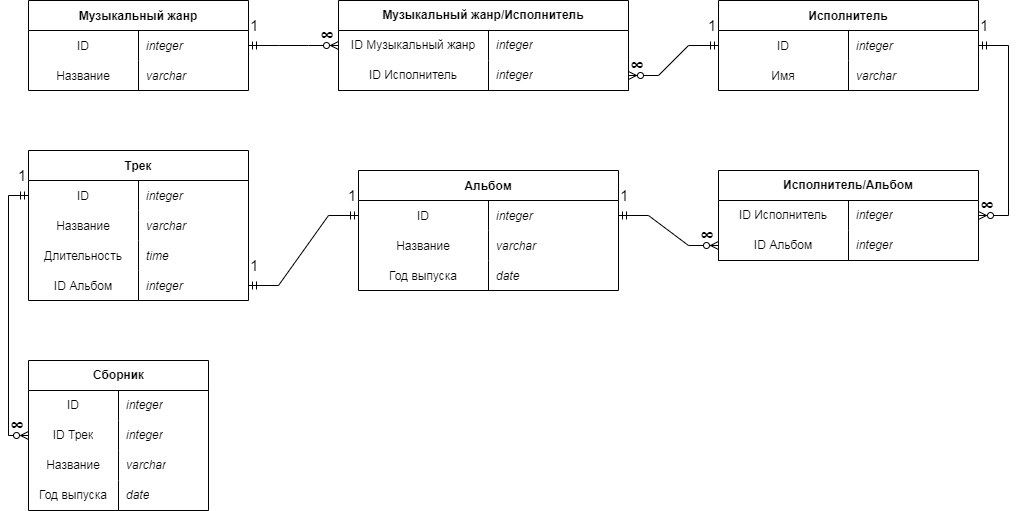 Музыкальный жанр
ID integer
Название varchar
1
∞
Музыкальный жанр/Исполнитель
ID Музыкальный жанр integer
ID Исполнитель integer
∞
1
Исполнитель
ID integer
Имя varchar
1
1
Трек
ID integer
Название varchar
Длительность time
ID Альбом integer
1
1
Альбом
ID integer
Название varchar
Год выпуска date
1
∞
Исполнитель/Альбом
ID Исполнитель integer
ID Альбом integer
∞
∞
Сборник
ID integer
ID Трек integer
Название varchar
Год выпуска date